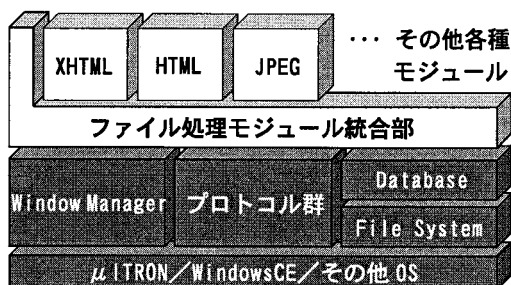 XHTML
HTML
JPEG
… その他各種
モジュール
ファイル処理モジュール統合部
Window Manager
プロトコル群
Database
File System
μITRON/WindowsCE/その他 OS